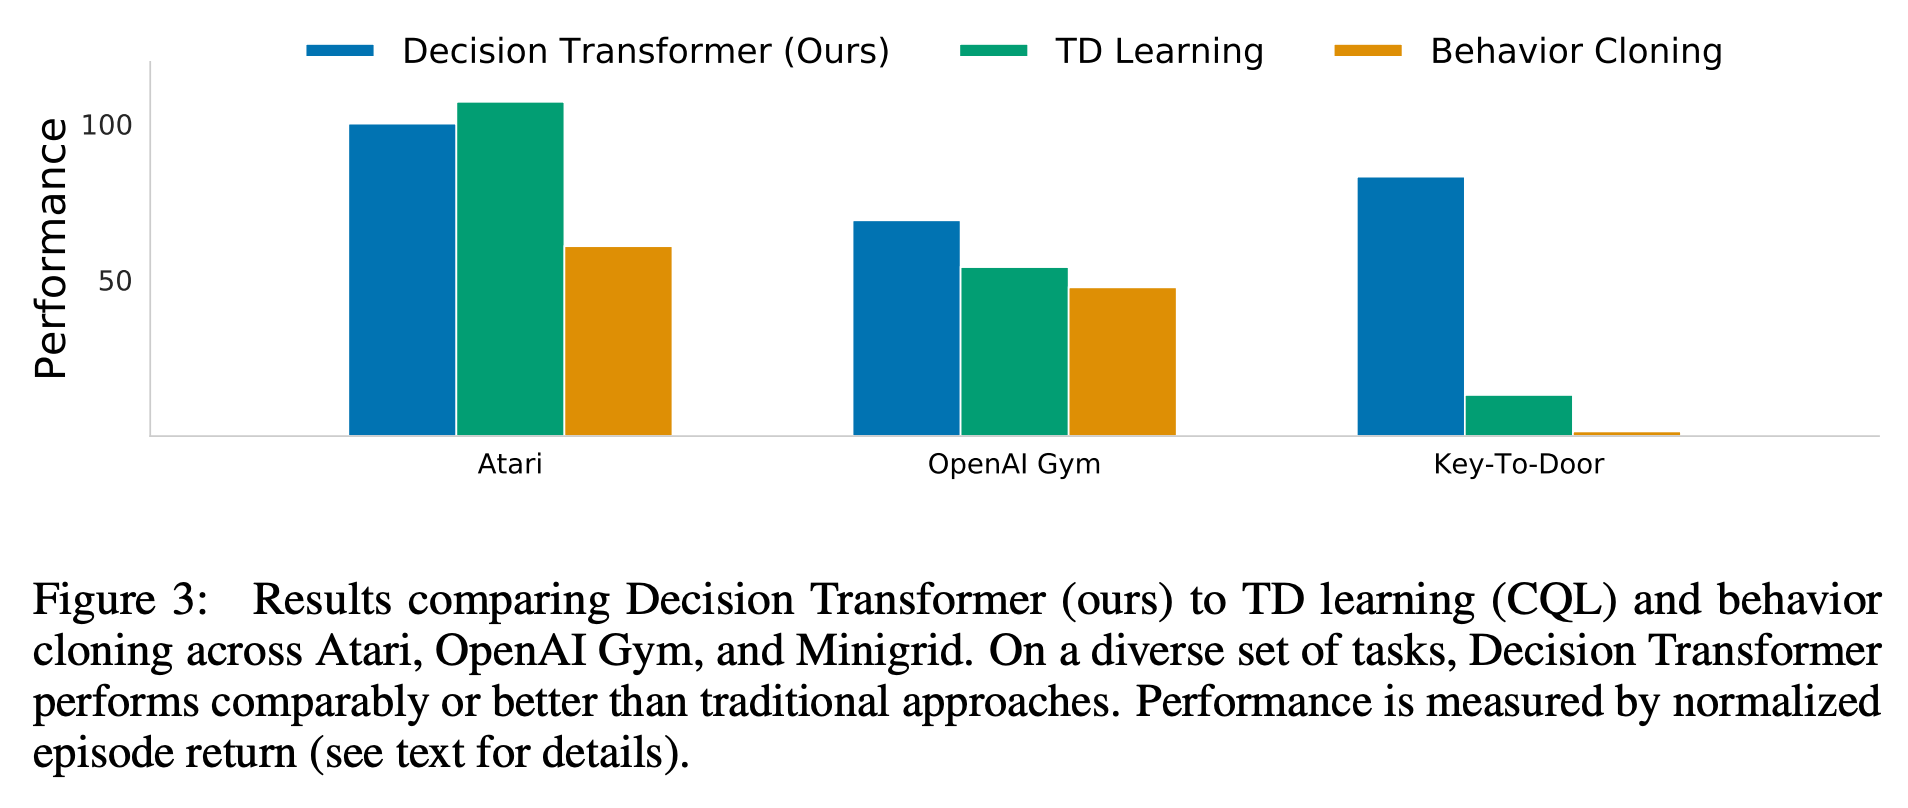 Decision Transformer (Ours) TD Learning Behavior Cloning
Performance
100
50
Atari OpenAI Gym Key-To-Door
Figure 3: Results comparing Decision Transformer (ours) to TD learning (CQL) and behavior
cloning across Atari, OpenAI Gym, and Minigrid. On a diverse set of tasks, Decision Transformer
performs comparably or better than traditional approaches. Performance is measured by normalized
episode return (see text for details).